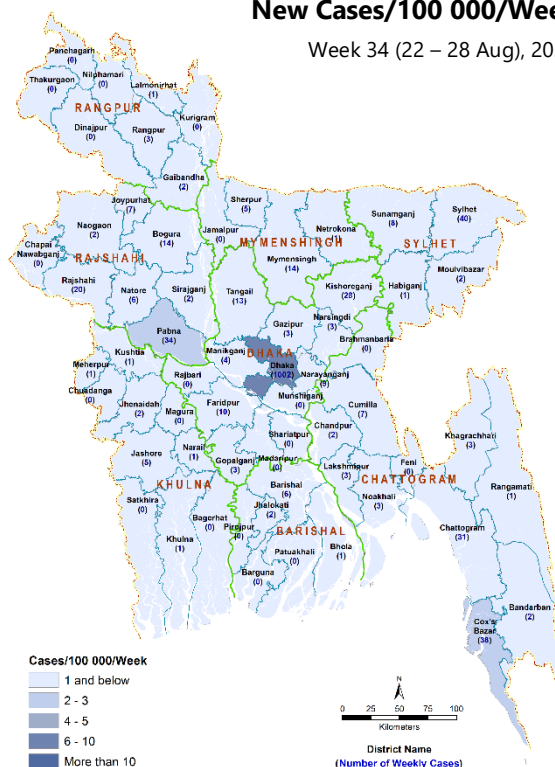 New Cases/100 000/Wee
Week 34 (22 – 28 Aug), 20
Panchagarh
(0)
Thakurgaon
(0)
Nilphamari
(0)
Lalmonirhat
(1)
RANGPUR
Dinajpur
(0)
Rangpur
(3)
Kurigram
(0)
Gaibandha
(2)
Joypurhat
(7)
Sherpur
(5)
Naogaon
(2)
Bogura
(14)
Jamalpur
(0)
Netrokona
MYMENSINGH
Mymensingh
(14)
Sunamganj
(8)
Sylhet
(40)
SYLHET
Chapai
Nawabganj
(0)
RAJSHAHI
Rajshahi
(20)
Natore
(6)
Sirajganj
(2)
Tangail
(13)
Kishoreganj
(28)
Habiganj
(1)
Moulvibazar
(2)
Pabna
(34)
Gazipur
(3)
Narsingdi
(3)
Brahmanbaria
(0)
Kushtia
(1)
Meherpur
(1)
Chuadanga
(0)
Manikganj
(4)
DHAKA
Dhaka
(1002)
Narayanganj
(9)
Rajbari
(0)
Munshiganj
(0)
Jhenaidah
(2)
Magura
(0)
Faridpur
(10)
Cumilla
(7)
Shariatpur
(0)
Chandpur
(2)
Khagrachhari
(3)
Jashore
(5)
Narail
(1)
Gopalganj
(3)
Madaripur
(0)
Lakshmipur
(3)
Feni
(0)
CHATTOGRAM
KHULNA
Barishal
(6)
Noakhali
(3)
Rangamati
(1)
Satkhira
(0)
Bagerhat
(0)
Pirojpur
(0)
Jhalokati
(2)
BARISHAL
Chattogram
(31)
Khulna
(1)
Patuakhali
(0)
Bhola
(1)
Barguna
(0)
Bandarban
(2)
Cox's
Bazar
(38)
Cases/100 000/Week
1 and below
2 - 3
4 - 5
6 - 10
More than 10
N
0 25 50 75 100
Kilometers
District Name
(Number of Weekly Cases)